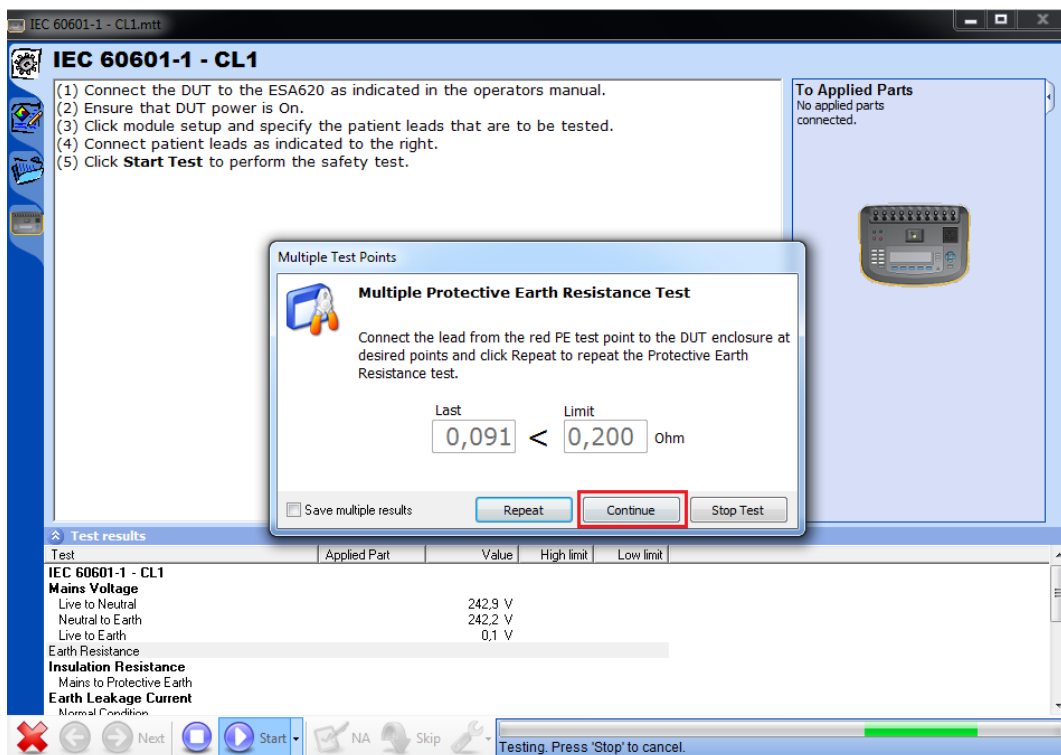 IEC 60601-1 - CL1.mtt
IEC 60601-1 - CL1
(1) Connect the DUT to the ESA620 as indicated in the operators manual.
(2) Ensure that DUT power is On.
(3) Click module setup and specify the patient leads that are to be tested.
(4) Connect patient leads as indicated to the right.
(5) Click Start Test to perform the safety test.
To Applied Parts
No applied parts
connected.
Multiple Test Points
Multiple Protective Earth Resistance Test
Connect the lead from the red PE test point to the DUT enclosure at
desired points and click Repeat to repeat the Protective Earth
Resistance test.
Last Limit
0,091 < 0,200 Ohm
Save multiple results Repeat Continue Stop Test
Test results
Test Applied Part Value High limit Low limit
IEC 60601-1 - CL1
Mains Voltage
Live to Neutral 242,9 V
Neutral to Earth 242,2 V
Live to Earth 0,1 V
Earth Resistance
Insulation Resistance
Mains to Protective Earth
Earth Leakage Current
Normal Condition
Next Start NA Skip Testing. Press 'Stop' to cancel.